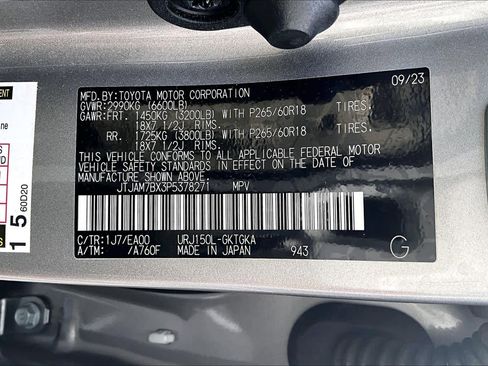 MFD.BY:TOYOTA MOTOR CORPORATION 09/23
GVWR:2990KG (6600LB)
GAWR:FRT. 1450KG (3200LB) WITH P265/60R18 TIRES.
18X7 1/2J RIMS.
RR. 1725KG (3800LB) WITH P265/60R18 TIRES.
18X7 1/2J RIMS.
THIS VEHICLE CONFORMS TO ALL APPLICABLE FEDERAL MOTOR
VEHICLE SAFETY STANDARDS IN EFFECT ON THE DATE OF
MANUFACTURE SHOWN ABOVE.
JTJAM7BX3P5378271 MPV
C/TR:1J7/EA00 URJ150L-GKTGKA
A/TM: /A760F MADE IN JAPAN 943 G
15
60D20